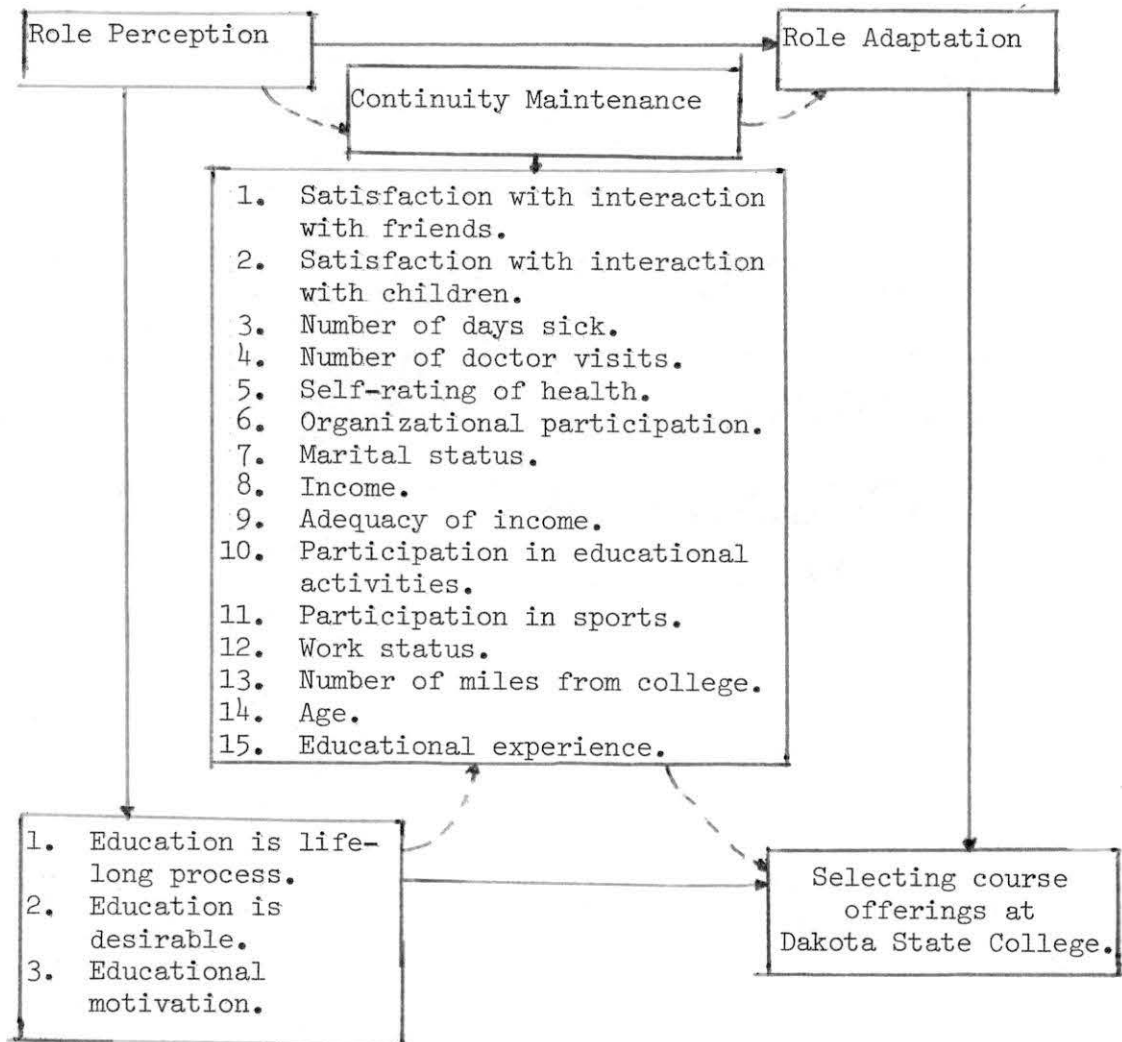 Role Perception
Role Adaptation
Continuity Maintenance
1. Satisfaction with interaction
with friends.
2. Satisfaction with interaction
with children.
3. Number of days sick.
4. Number of doctor visits.
5. Self-rating of health.
6. Organizational participation.
7. Marital status.
8. Income.
9. Adequacy of income.
10. Participation in educational
activities.
11. Participation in sports.
12. Work status.
13. Number of miles from college.
14. Age.
15. Educational experience.
1. Education is life-
long process.
2. Education is
desirable.
3. Educational
motivation.
Selecting course
offerings at
Dakota State College.